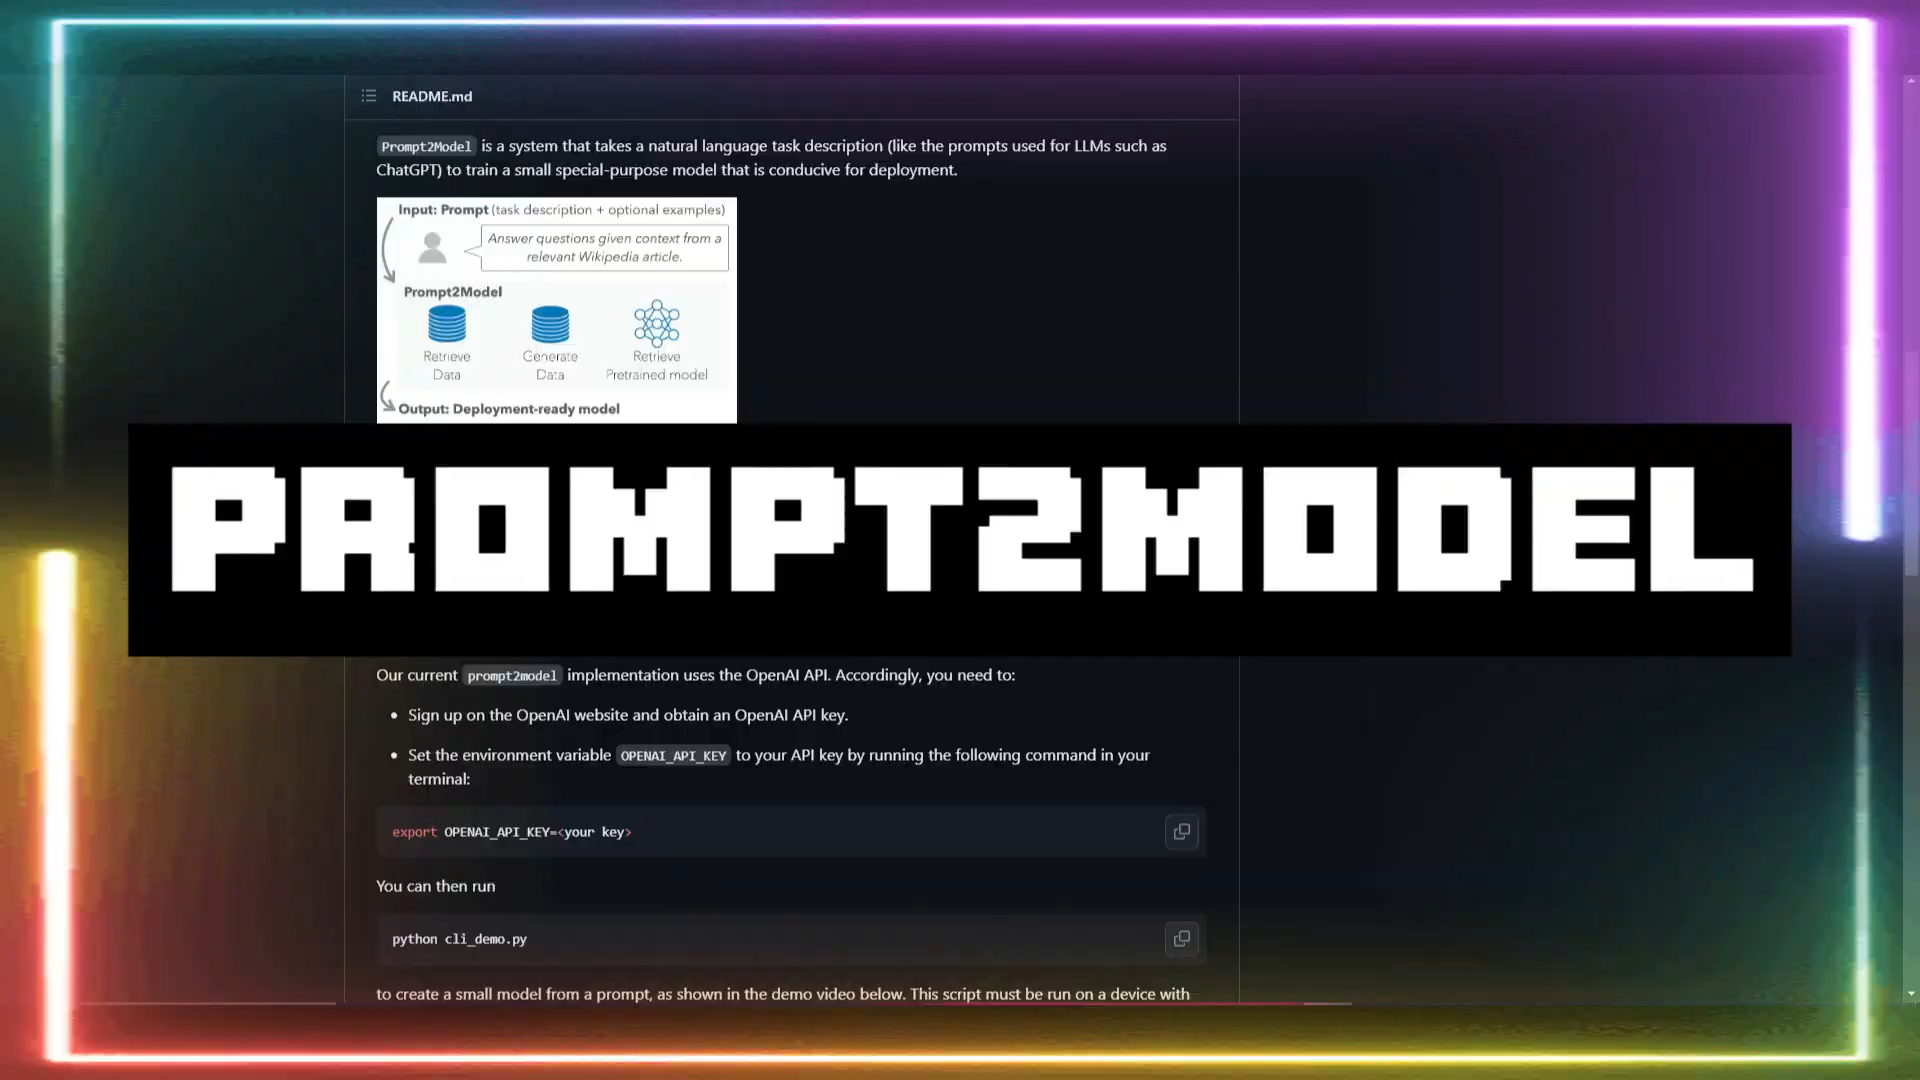 README.md
Prompt2Model is a system that takes a natural language task description (like the prompts used for LLMs such as
ChatGPT) to train a small special-purpose model that is conducive for deployment.
Input: Prompt (task description + optional examples)
Answer questions given context from a
relevant Wikipedia article.
Prompt2Model
Retrieve
Data
Generate
Data
Retrieve
Pretrained model
Output: Deployment-ready model
PROMPT2MODEL
Our current prompt2model implementation uses the OpenAI API. Accordingly, you need to:
• Sign up on the OpenAI website and obtain an OpenAI API key.
• Set the environment variable OPENAI_API_KEY to your API key by running the following command in your
terminal:
export OPENAI_API_KEY=<your key>
You can then run
python cli_demo.py
to create a small model from a prompt, as shown in the demo video below. This script must be run on a device with